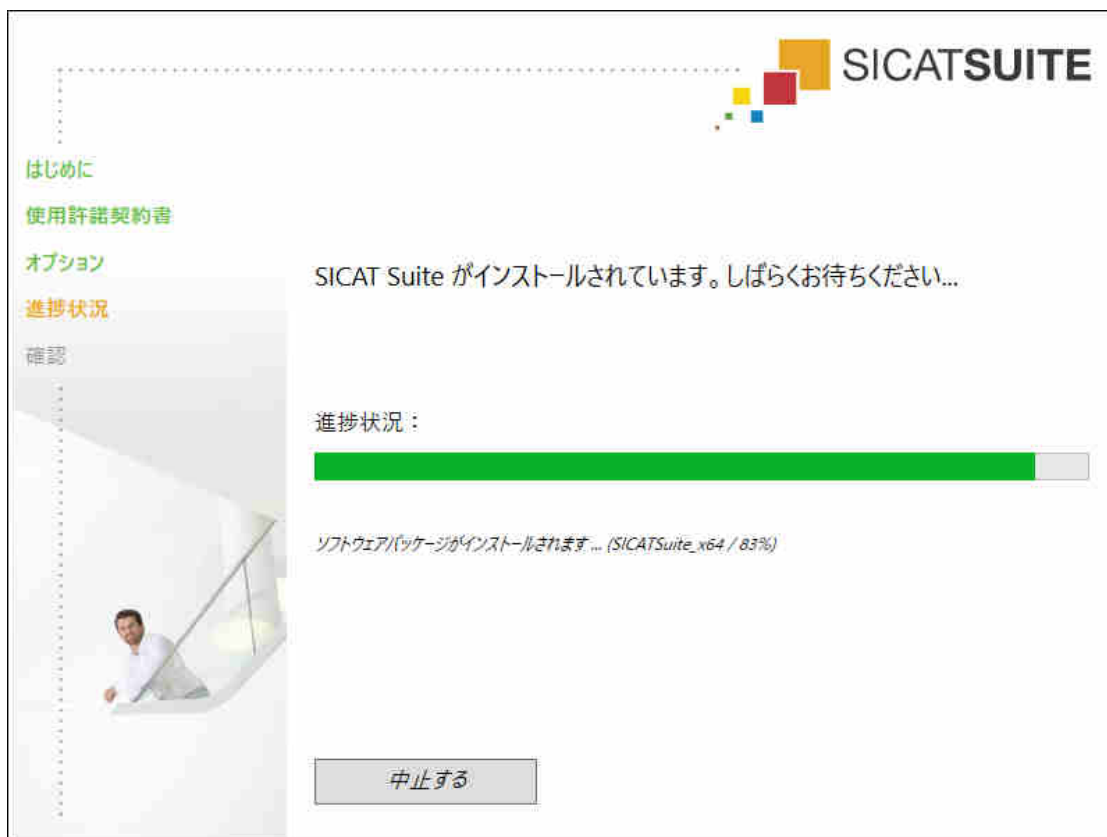 SICATSUITE
はじめに
使用許諾契約書
オプション
進捗状況
確認
SICAT Suite がインストールされています。しばらくお待ちください...
進捗状況：
ソフトウェアパッケージがインストールされます ... (SICATSuite_x64 / 83%)
中止する